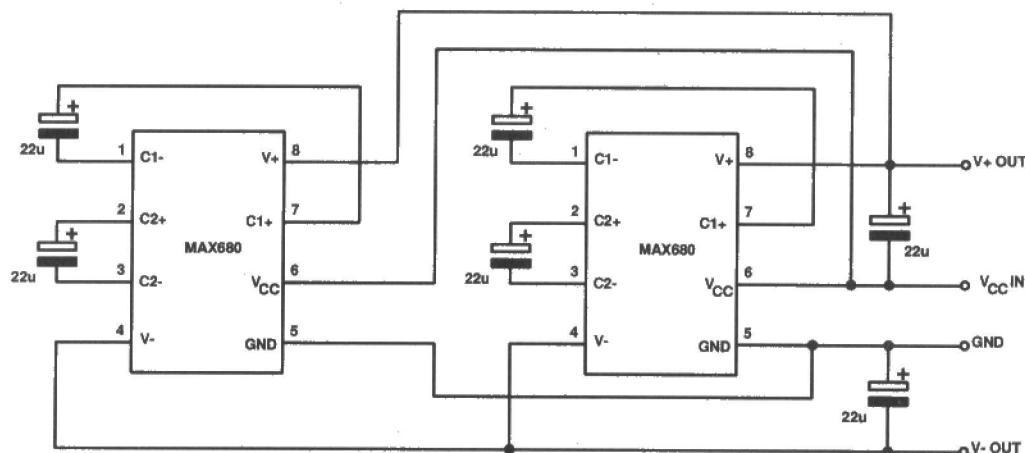 +
22u
1 C1-
V+ 8
2 C2+
C1+ 7
MAX680
+
22u
3 C2-
VCC 6
4 V-
GND 5
+
22u
1 C1-
V+ 8
V+ OUT
2 C2+
C1+ 7
MAX680
+
22u
+
22u
3 C2-
VCC 6
VCC IN
4 V-
GND 5
GND
+
22u
V- OUT